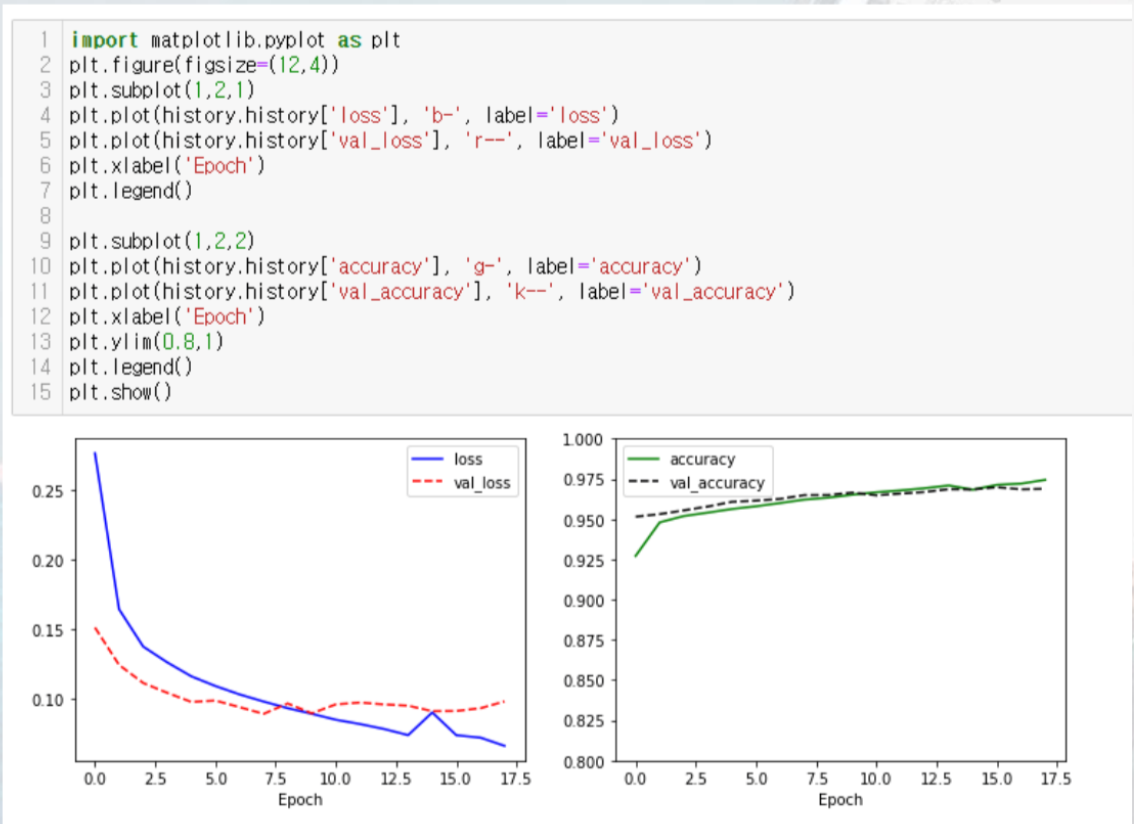 1 import matplotlib.pyplot as plt
2 plt.figure(figsize=(12,4))
3 plt.subplot(1,2,1)
4 plt.plot(history.history['loss'], 'b-', label='loss')
5 plt.plot(history.history['val_loss'], 'r--', label='val_loss')
6 plt.xlabel('Epoch')
7 plt.legend()
8
9 plt.subplot(1,2,2)
10 plt.plot(history.history['accuracy'], 'g-', label='accuracy')
11 plt.plot(history.history['val_accuracy'], 'k--', label='val_accuracy')
12 plt.xlabel('Epoch')
13 plt.ylim(0.8,1)
14 plt.legend()
15 plt.show()
loss
val_loss
0.25
0.20
0.15
0.10
0.0 2.5 5.0 7.5 10.0 12.5 15.0 17.5
Epoch
accuracy
val_accuracy
1.000
0.975
0.950
0.925
0.900
0.875
0.850
0.825
0.800
0.0 2.5 5.0 7.5 10.0 12.5 15.0 17.5
Epoch